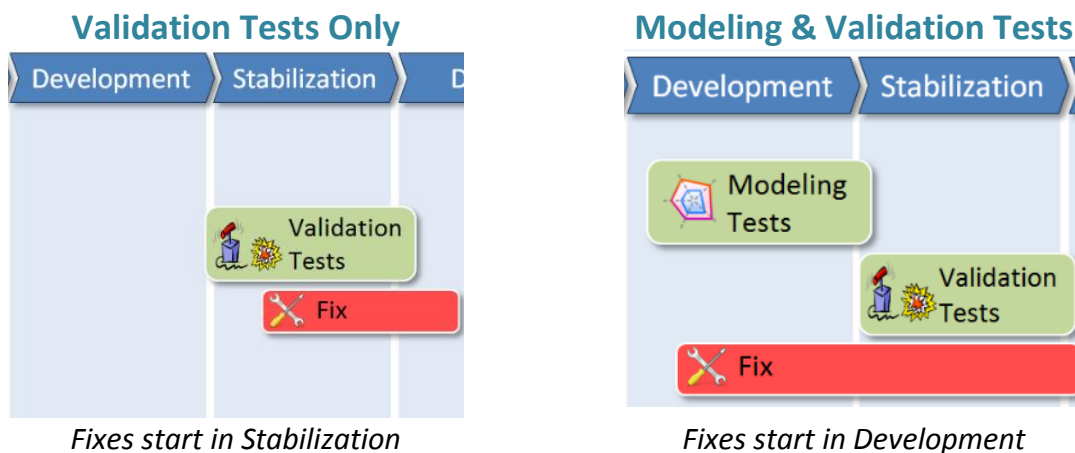 Validation Tests Only
Development
Stabilization
D
Validation
Tests
Fix
Fixes start in Stabilization
Modeling & Validation Tests
Development
Stabilization
Modeling
Tests
Validation
Tests
Fix
Fixes start in Development